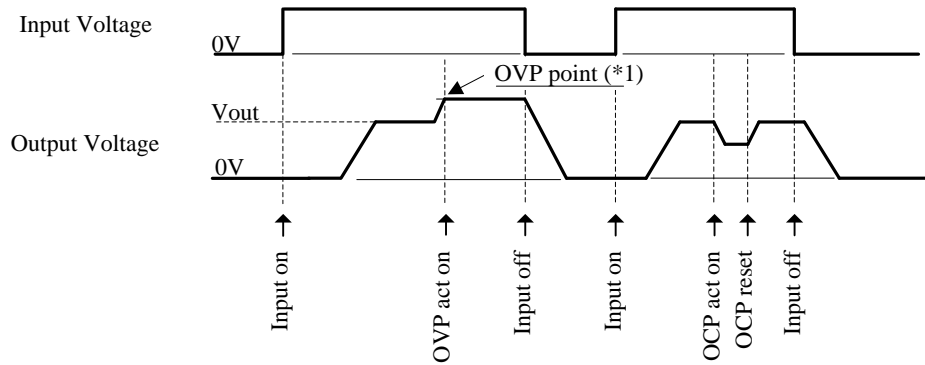 Input Voltage
0V
OVP point (*1)
Vout
Output Voltage
0V
Input on
OVP act on
Input off
Input on
OCP act on
OCP reset
Input off